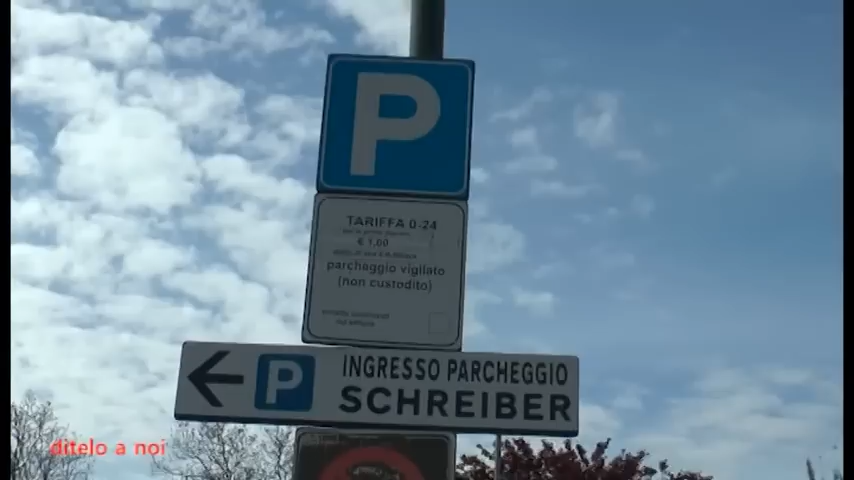 P
TARIFFA 0-24
€ 1,00
parcheggio vigilato
(non custodito)
P INGRESSO PARCHEGGIO
SCHREIBER
ditelo a noi